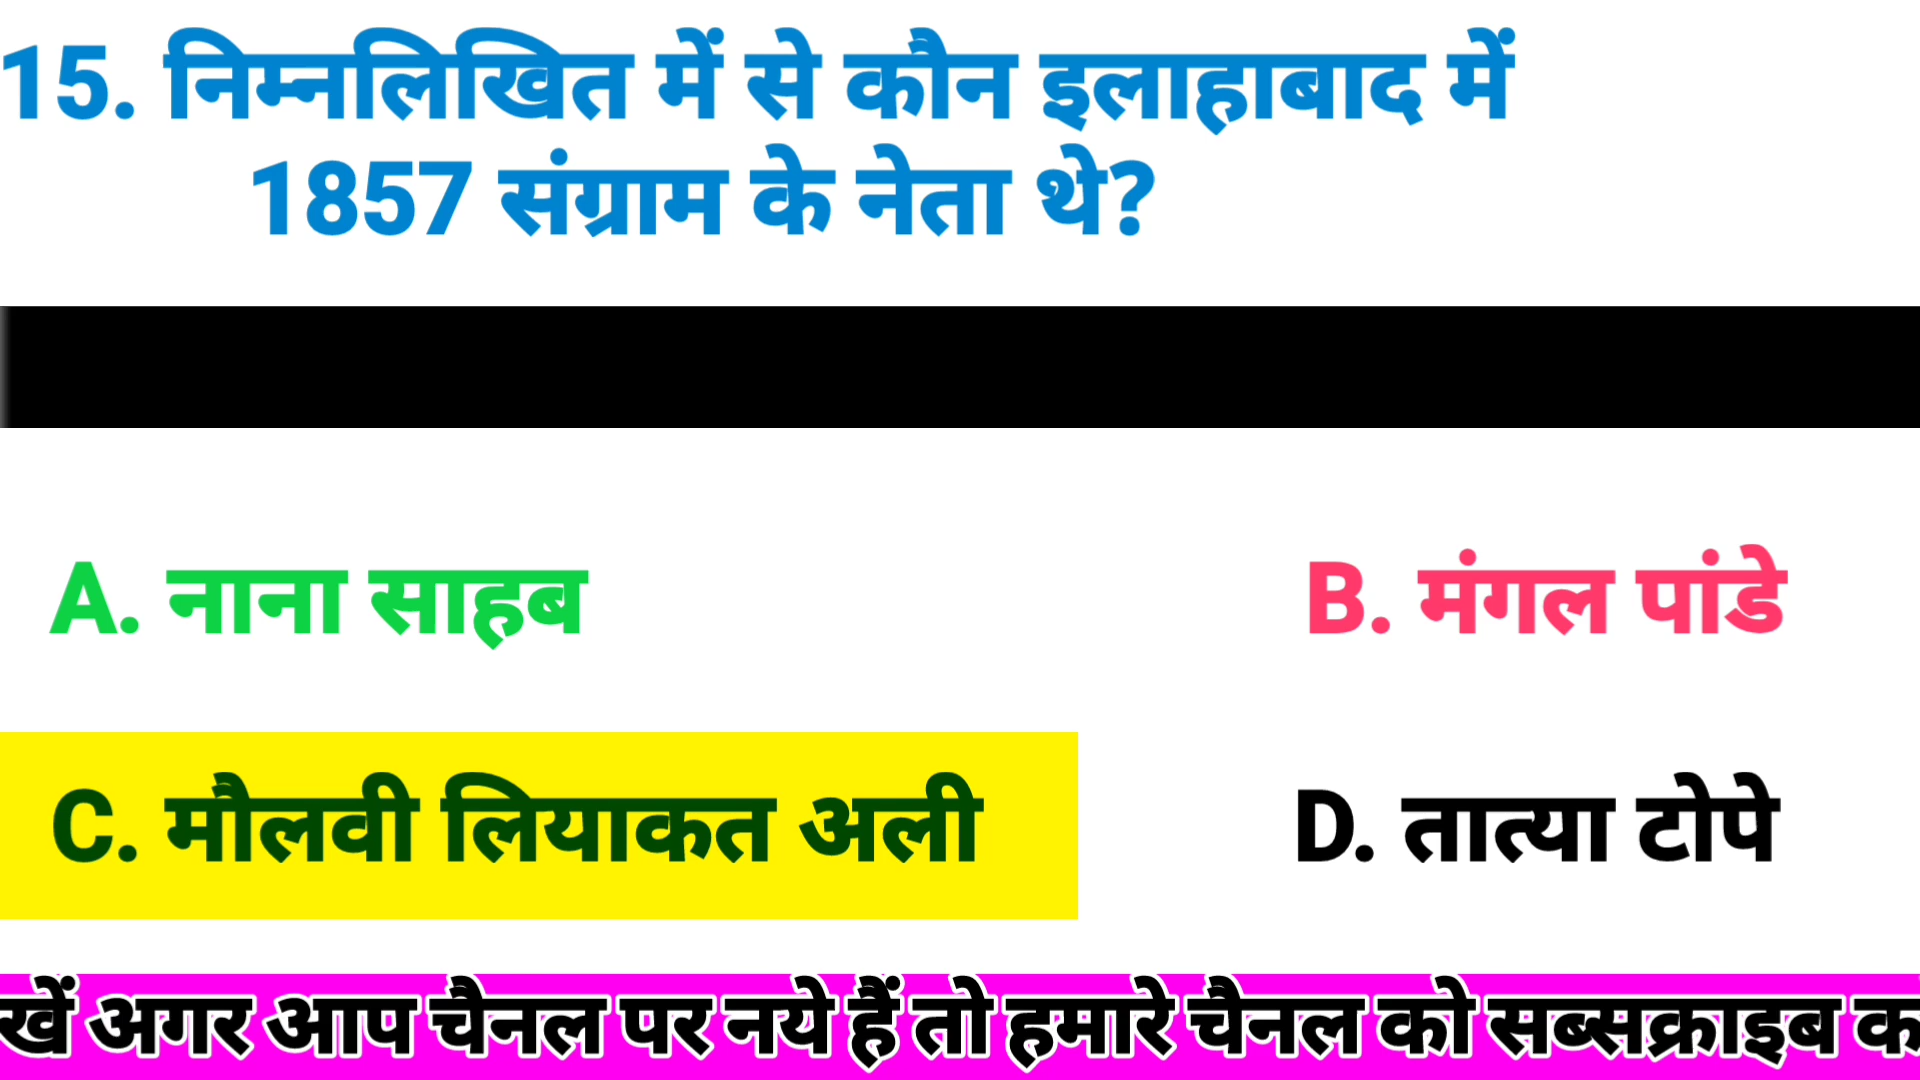 15. निम्नलिखित में से कौन इलाहाबाद में
1857 संग्राम के नेता थे?
A. नाना साहब
B. मंगल पांडे
C. मौलवी लियाकत अली
D. तात्या टोपे
अगर आप चैनल पर नये हैं तो हमारे चैनल को सब्सक्राइब